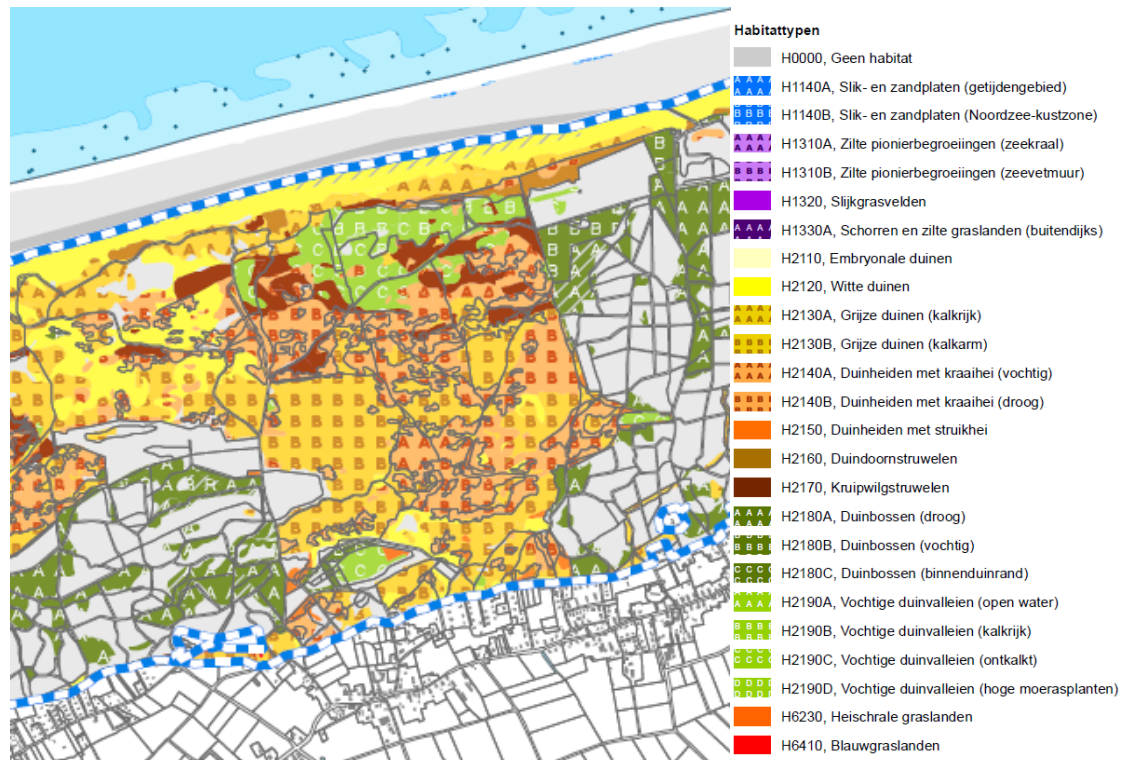 Habitattypen
H0000, Geen habitat
H1140A, Slik- en zandplaten (getijdengebied)
H1140B, Slik- en zandplaten (Noordzee-kustzone)
H1310A, Zilte pionierbegroeiingen (zeekraal)
H1310B, Zilte pionierbegroeiingen (zeevetmuur)
H1320, Slijkgrasvelden
H1330A, Schorren en zilte graslanden (buitendijks)
H2110, Embryonale duinen
H2120, Witte duinen
H2130A, Grijze duinen (kalkrijk)
H2130B, Grijze duinen (kalkarm)
H2140A, Duinheiden met kraaihei (vochtig)
H2140B, Duinheiden met kraaihei (droog)
H2150, Duinheiden met struikhei
H2160, Duindoornstruwelen
H2170, Kruipwilgstruwelen
H2180A, Duinbossen (droog)
H2180B, Duinbossen (vochtig)
H2180C, Duinbossen (binnenduinrand)
H2190A, Vochtige duinvalleien (open water)
H2190B, Vochtige duinvalleien (kalkrijk)
H2190C, Vochtige duinvalleien (ontkalkt)
H2190D, Vochtige duinvalleien (hoge moerasplanten)
H6230, Heischrale graslanden
H6410, Blauwgraslanden